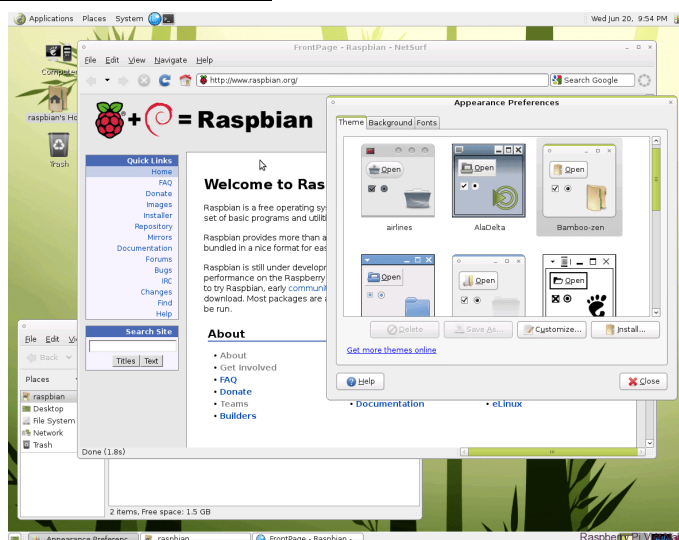 Applications Places System
Wed Jun 20, 9:54 PM
Computer
raspbian's Ho
Trash
FrontPage - Raspbian - NetSurf
File Edit View Navigate Help
http://www.raspbian.org/
Search Google
+ = Raspbian
Quick Links
Home
FAQ
Donate
Images
Installer
Repository
Mirrors
Documentation
Forums
Bugs
IRC
Changes
Find
Help
Search Site
Titles Text
Welcome to Ras
Raspbian is a free operating sy
set of basic programs and utiliti
Raspbian provides more than a
bundled in a nice format for eas
Raspbian is still under develop
performance on the Raspberry
to try Raspbian, early communi
download. Most packages are a
be run.
About
• About
• Get Involved
• FAQ
• Donate
• Teams
• Builders
• Documentation
• eLinux
Done (1.8s)
Appearance Preferences
Theme Background Fonts
Open
Open
Open
airlines
AlaDelta
Bamboo-zen
Open
Open
Open
Delete
Save As...
Customize...
Install...
Get more themes online
Help
Close
File Edit
Back
Places
raspbian
Desktop
File System
Network
Trash
2 items, Free space: 1.5 GB
Appearance Preferenc
raspbian
FrontPage - Raspbian -
Raspberry Pi